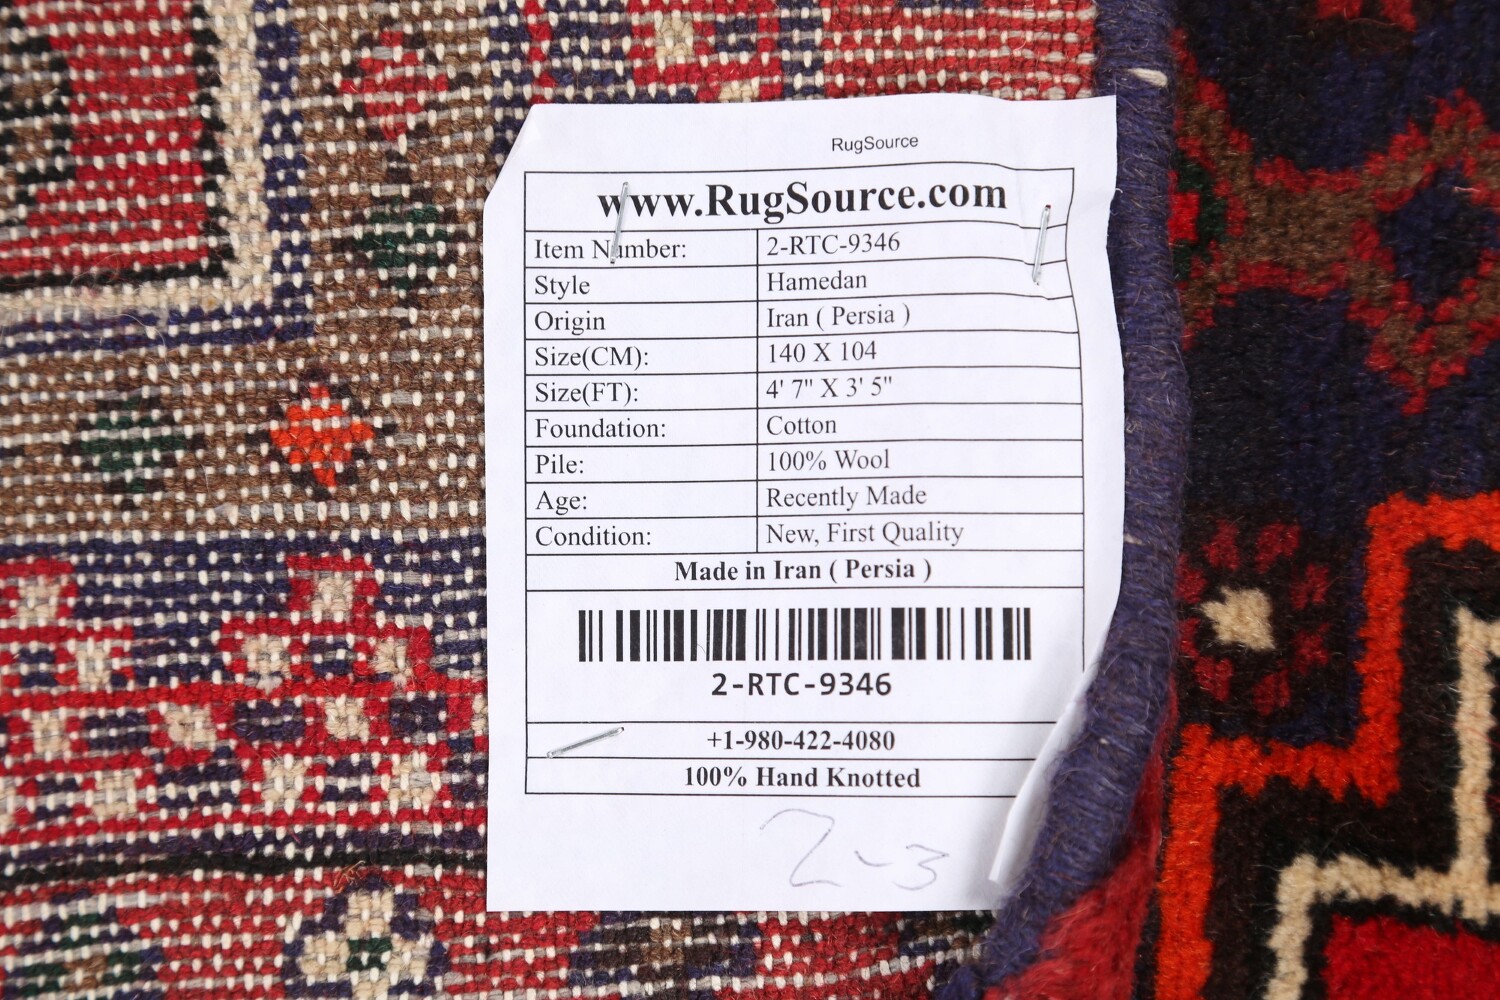 RugSource
www.RugSource.com
Item Number: 2-RTC-9346
Style Hamedan
Origin Iran ( Persia )
Size(CM): 140 X 104
Size(FT): 4' 7" X 3' 5"
Foundation: Cotton
Pile: 100% Wool
Age: Recently Made
Condition: New, First Quality
Made in Iran ( Persia )
2-RTC-9346
+1-980-422-4080
100% Hand Knotted
2-3